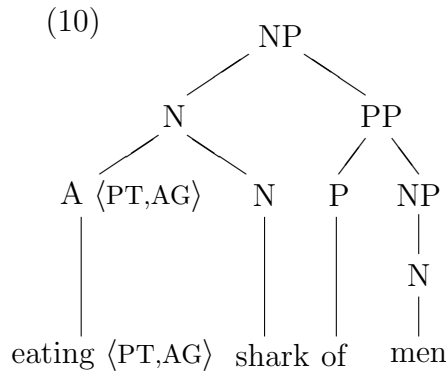 (10)
NP
N PP
A ⟨PT,AG⟩ N P NP
N
eating ⟨PT,AG⟩ shark of men